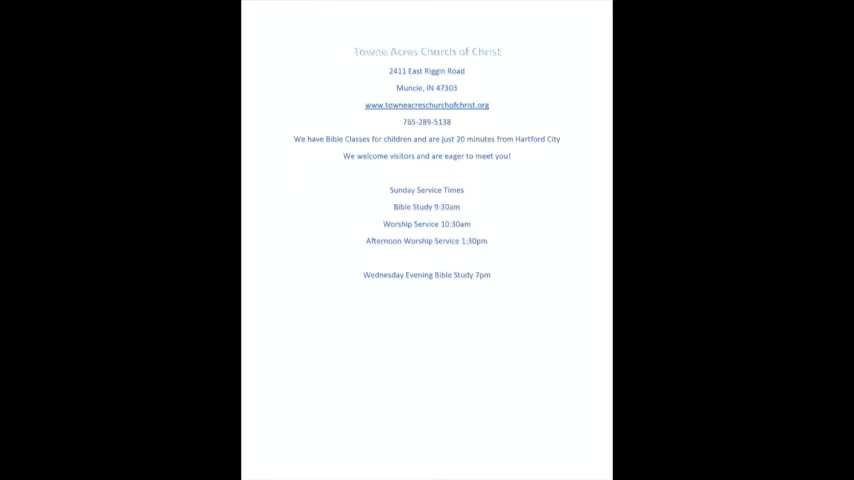 Towne Acres Church of Christ
2411 East Riggin Road
Muncie, IN 47303
www.towneacreschurchofchrist.org
765-289-5138
We have Bible Classes for children and are just 20 minutes from Hartford City
We welcome visitors and are eager to meet you!
Sunday Service Times
Bible Study 9:30am
Worship Service 10:30am
Afternoon Worship Service 1:30pm
Wednesday Evening Bible Study 7pm